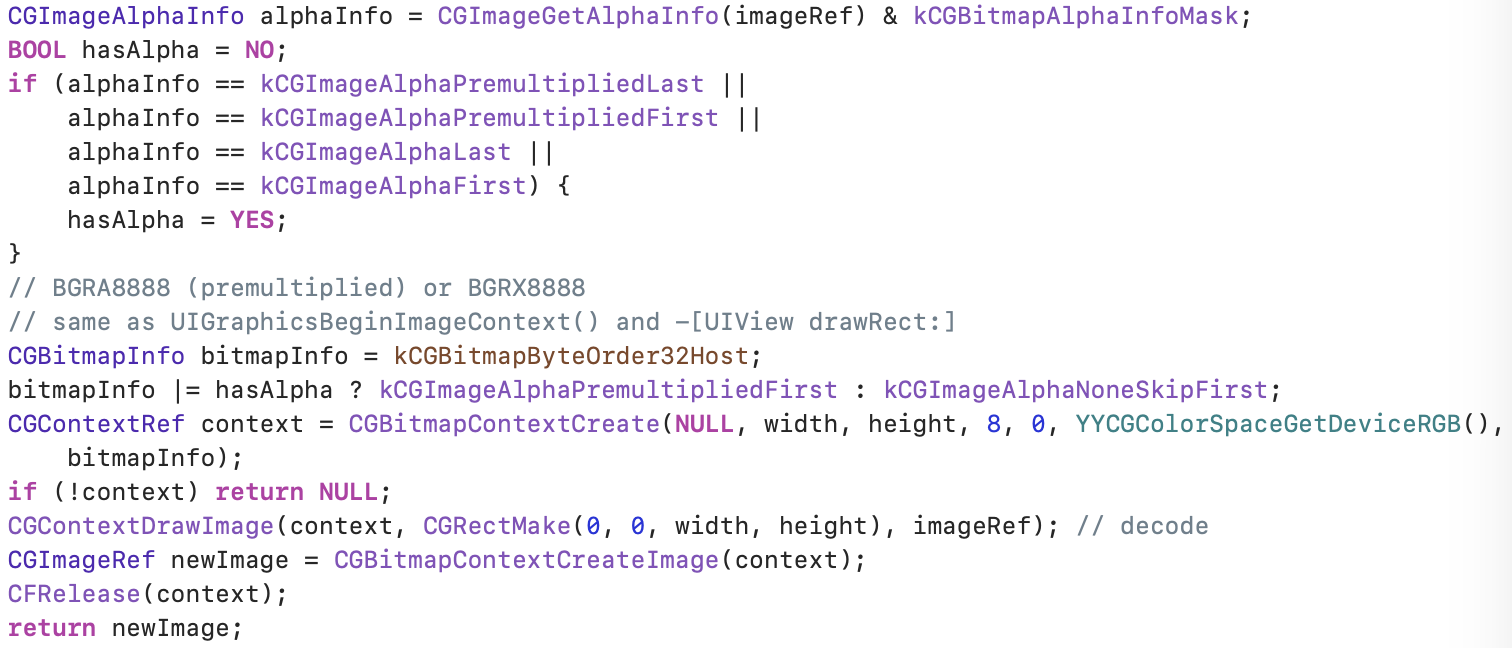 CGImageAlphaInfo alphaInfo = CGImageGetAlphaInfo(imageRef) & kCGBitmapAlphaInfoMask;
BOOL hasAlpha = NO;
if (alphaInfo == kCGImageAlphaPremultipliedLast ||
    alphaInfo == kCGImageAlphaPremultipliedFirst ||
    alphaInfo == kCGImageAlphaLast ||
    alphaInfo == kCGImageAlphaFirst) {
    hasAlpha = YES;
}
// BGRA8888 (premultiplied) or BGRX8888
// same as UIGraphicsBeginImageContext() and -[UIView drawRect:]
CGBitmapInfo bitmapInfo = kCGBitmapByteOrder32Host;
bitmapInfo |= hasAlpha ? kCGImageAlphaPremultipliedFirst : kCGImageAlphaNoneSkipFirst;
CGContextRef context = CGBitmapContextCreate(NULL, width, height, 8, 0, YYCGColorSpaceGetDeviceRGB(),
    bitmapInfo);
if (!context) return NULL;
CGContextDrawImage(context, CGRectMake(0, 0, width, height), imageRef); // decode
CGImageRef newImage = CGBitmapContextCreateImage(context);
CFRelease(context);
return newImage;